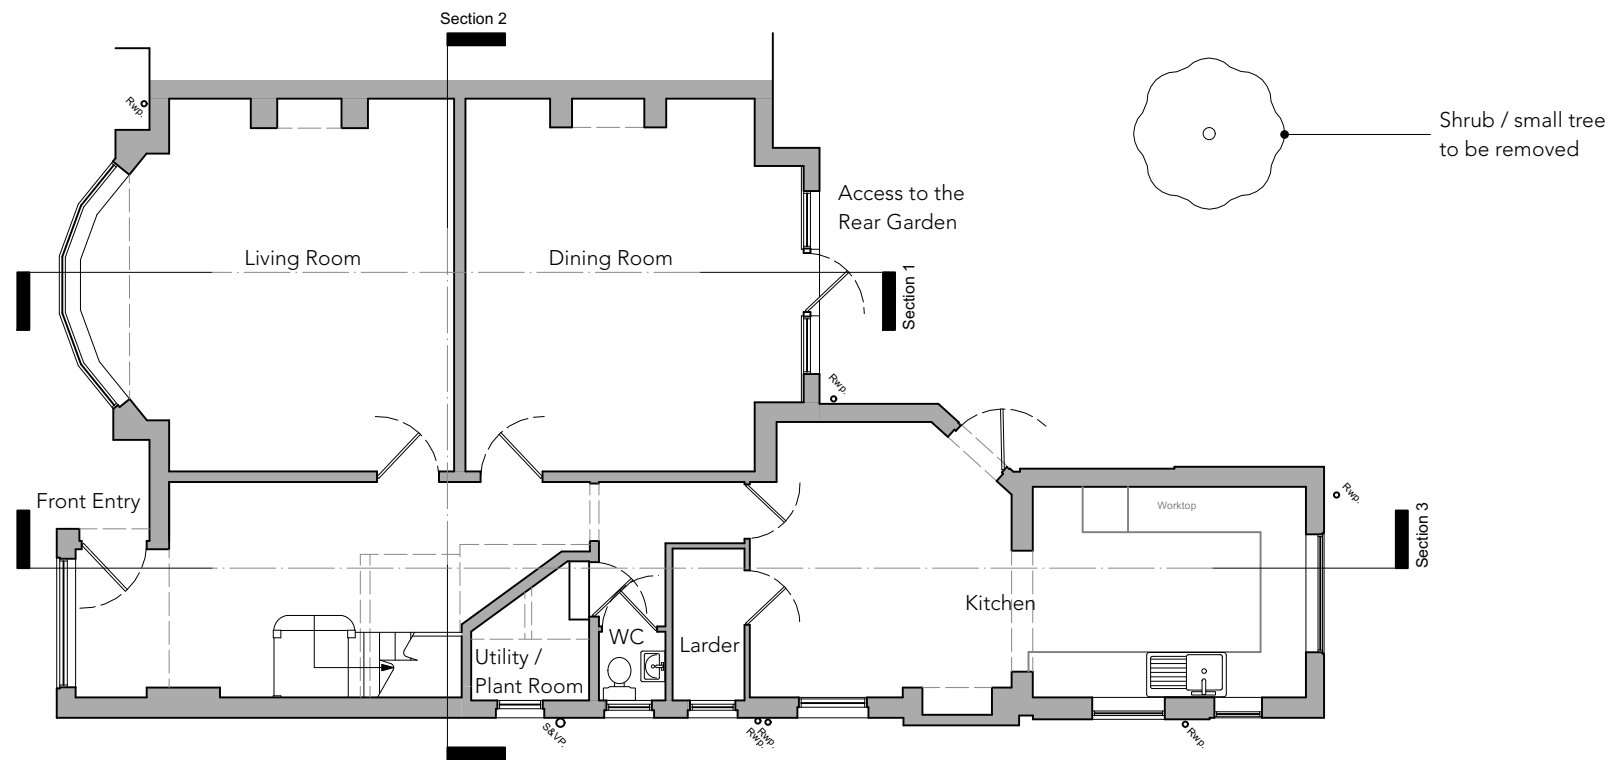 Section 2
Rwp.
Shrub / small tree
to be removed
Access to the
Rear Garden
Living Room
Dining Room
Section 1
Rwp.
Front Entry
Worktop
Rwp.
Section 3
Kitchen
WC
Larder
Utility /
Plant Room
S&VP.
Rwp.
Rwp.
Rwp.